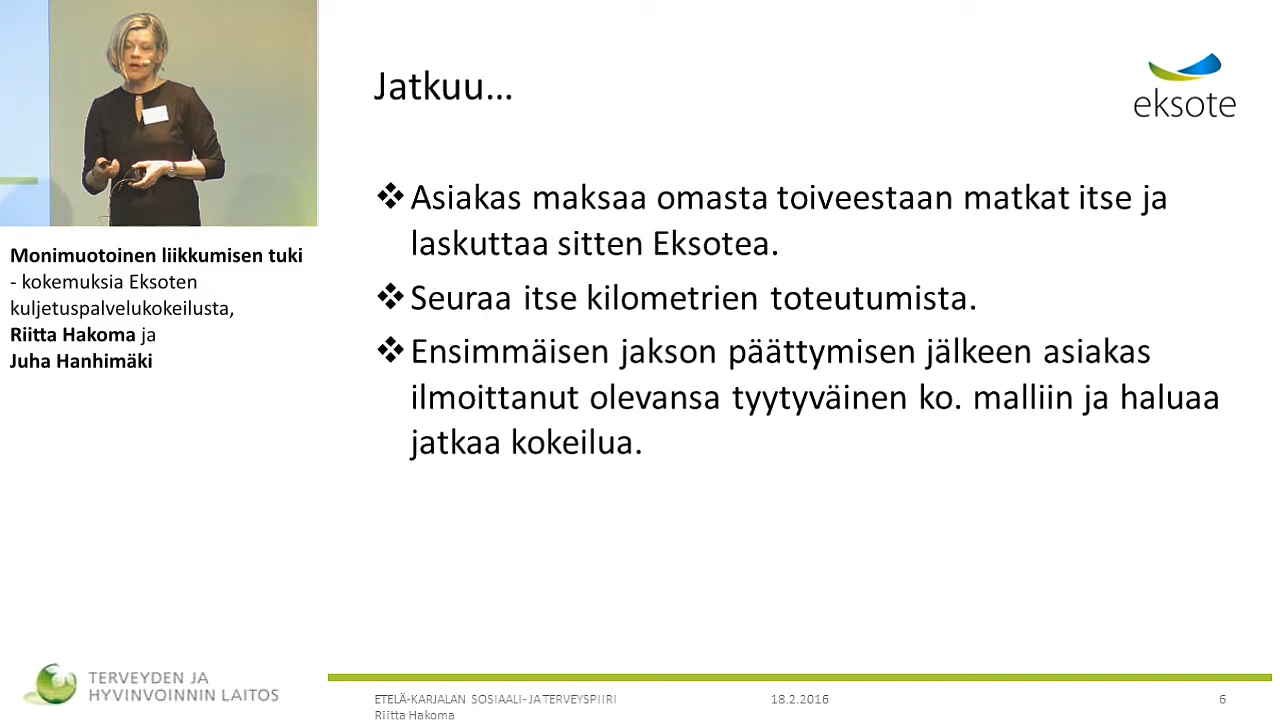 Jatkuu...
eksote
❖ Asiakas maksaa omasta toiveestaan matkat itse ja
laskuttaa sitten Eksotea.
❖ Seuraa itse kilometrien toteutumista.
❖ Ensimmäisen jakson päättymisen jälkeen asiakas
ilmoittanut olevansa tyytyväinen ko. malliin ja haluaa
jatkaa kokeilua.
Monimuotoinen liikkumisen tuki
- kokemuksia Eksoten
kuljetuspalvelukokeilusta,
Riitta Hakoma ja
Juha Hanhimäki
TERVEYDEN JA
HYVINVOINNIN LAITOS
ETELÄ-KARJALAN SOSIAALI- JA TERVEYSPIIRI 18.2.2016 6
Riitta Hakoma